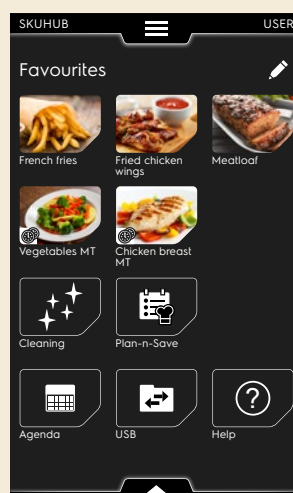 SKUHUB USER
Favourites
French fries Fried chicken Meatloaf
wings
Vegetables MT Chicken breast
MT
Cleaning Plan-n-Save
Agenda USB Help
?